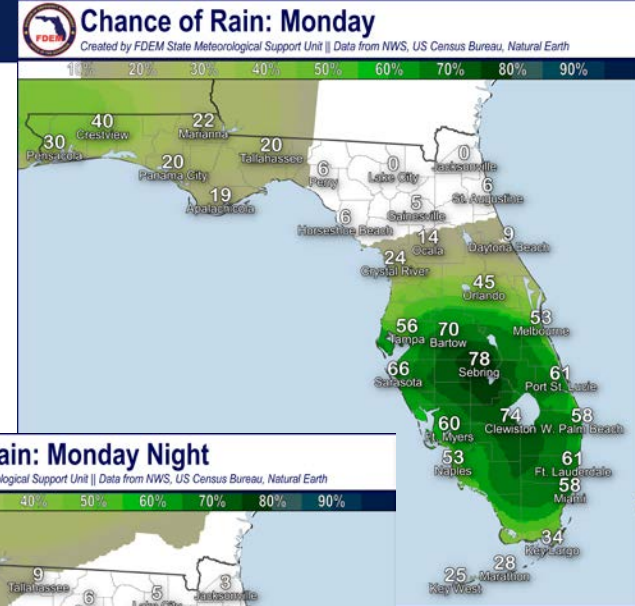 FDEM
Chance of Rain: Monday
Created by FDEM State Meteorological Support Unit || Data from NWS, US Census Bureau, Natural Earth
10% 20% 30% 40% 50% 60% 70% 80% 90%
40
Crestview
22
Marianna
30
Pensacola
20
Tallahassee
20
Panama City
19
Apalachicola
6
Perry
0
Lake City
0
Jacksonville
6
St. Augustine
5
Gainesville
6
Horseshoe Beach
14
Ocala
9
Daytona Beach
24
Crystal River
45
Orlando
53
Melbourne
56
Tampa
70
Bartow
78
Sebring
66
Sarasota
61
Port St. Lucie
74
Clewiston
58
W. Palm Beach
60
Ft. Myers
53
Naples
61
Ft. Lauderdale
58
Miami
34
Key Largo
28
Marathon
25
Key West
ain: Monday Night
logical Support Unit || Data from NWS, US Census Bureau, Natural Earth
40% 50% 60% 70% 80% 90%
9
Tallahassee
6
5
Lake City
3
Jacksonville